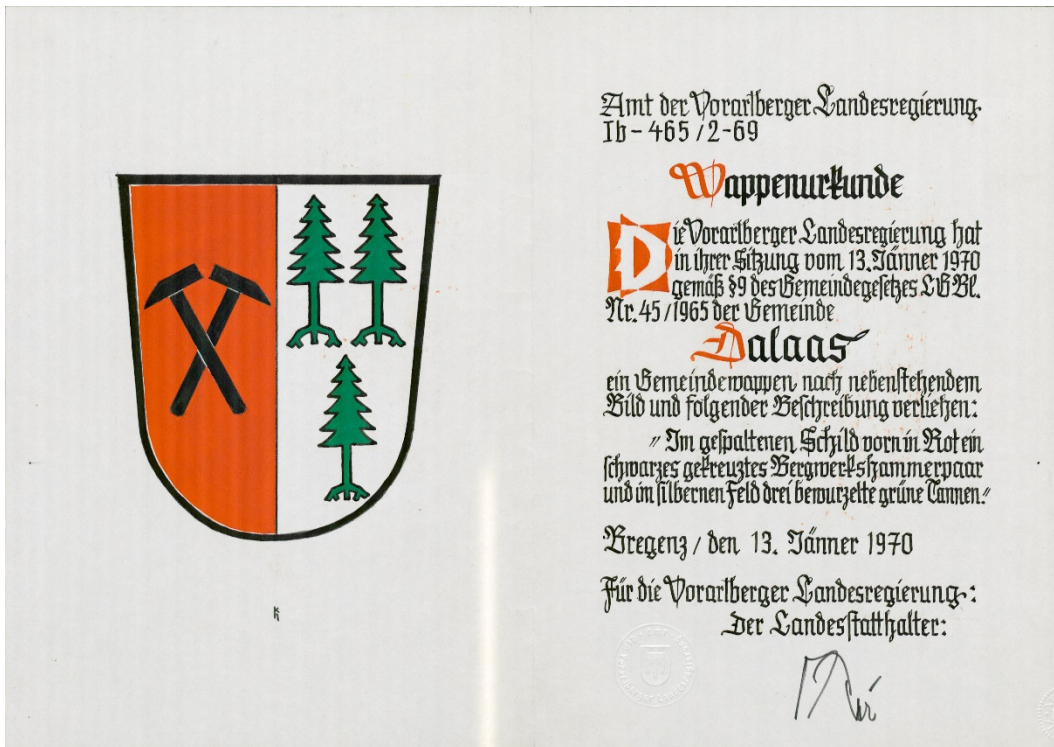 Amt der Vorarlberger Landesregierung
Ib - 465 / 2 - 69
Wappenurkunde
Die Vorarlberger Landesregierung hat
in ihrer Sitzung vom 13. Jänner 1970
gemäß § 9 des Gemeindegesetzes LGBl.
Nr. 45 / 1965 der Gemeinde
Dalaas
ein Gemeindewappen nach nebenstehendem
Bild und folgender Beschreibung verliehen:
" Im gespaltenen Schild vorn in Rot ein
schwarzes gekreuztes Bergwerkshammerpaar
und in silbernen Feld drei bewurzelte grüne Tannen."
Bregenz, den 13. Jänner 1970
Für die Vorarlberger Landesregierung:
Der Landesstatthalter: